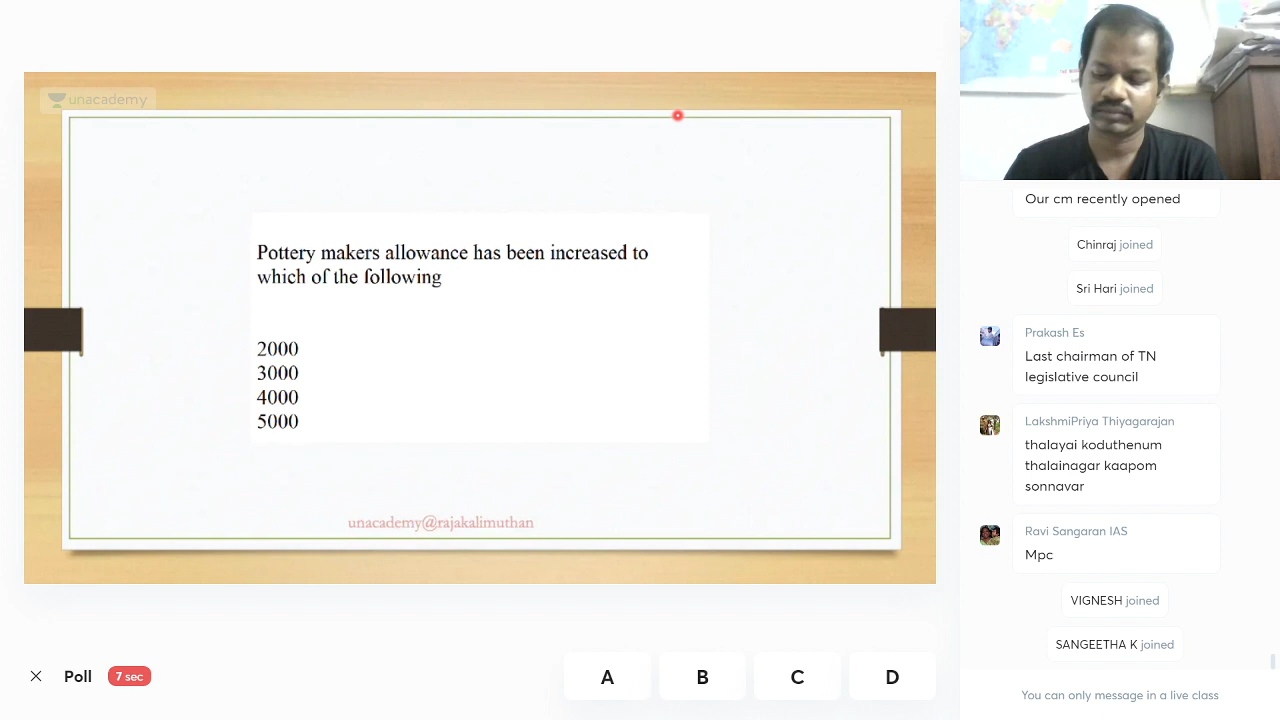 unacademy
Pottery makers allowance has been increased to
which of the following
2000
3000
4000
5000
unacademy@rajakalimuthan
Poll
7 sec
A
B
C
D
Our cm recently opened
Chinraj joined
Sri Hari joined
Prakash Es
Last chairman of TN
legislative council
LakshmiPriya Thiyagarajan
thalayai koduthenum
thalainagar kaapom
sonnavar
Ravi Sangaran IAS
Mpc
VIGNESH joined
SANGEETHA K joined
You can only message in a live class